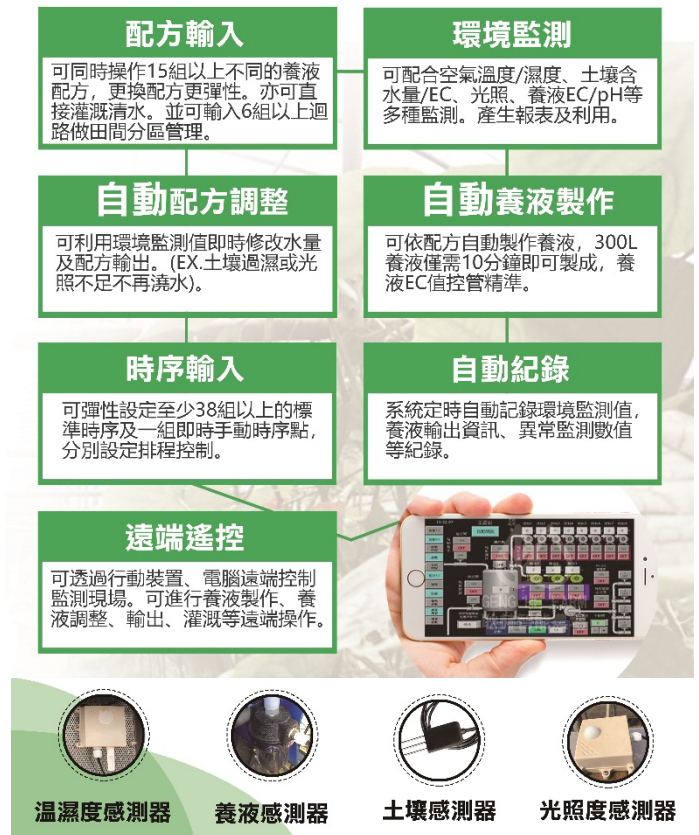 配方輸入
可同時操作15組以上不同的養液
配方，更換配方更彈性。亦可直
接灌溉清水。並可輸入6組以上迴
路做田間分區管理。
環境監測
可配合空氣溫度/濕度、土壤含
水量/EC、光照、養液EC/pH等
多種監測。產生報表及利用。
自動配方調整
可利用環境監測值即時修改水量
及配方輸出。(EX.土壤過濕或光
照不足不再澆水)。
自動養液製作
可依配方自動製作養液，300L
養液僅需10分鐘即可製成，養
液EC值控管精準。
時序輸入
可彈性設定至少38組以上的標
準時序及一組即時手動時序點，
分別設定排程控制。
自動紀錄
系統定時自動記錄環境監測值，
養液輸出資訊、異常監測數值
等紀錄。
遠端遙控
可透過行動裝置、電腦遠端控制
監測現場。可進行養液製作、養
液調整、輸出、灌溉等遠端操作。
温濕度感測器
養液感測器
土壤感測器
光照度感測器